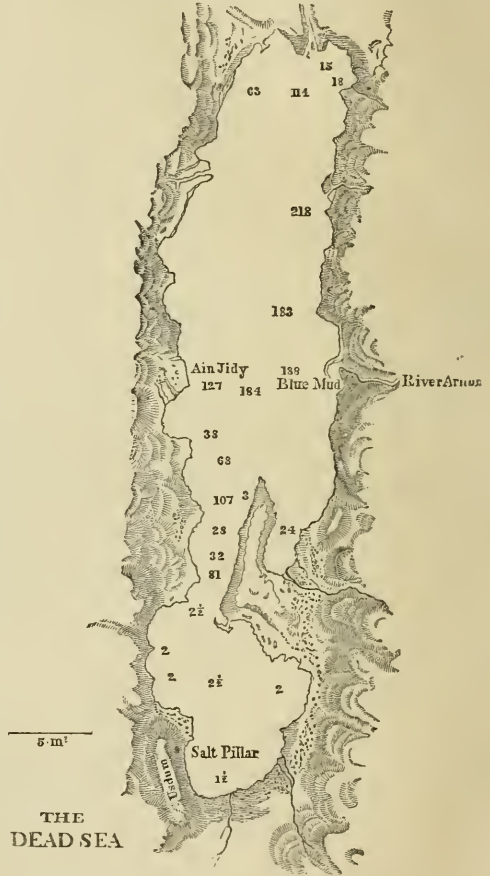 15
63 114 18
218
183
Ain Jidy
127 184
189
Blue Mud
River Arnon
38
68
107 3
28 24
32
81
2½
2
2 2½ 2
Salt Pillar
Usdum
1½
5 m²
THE
DEAD SEA